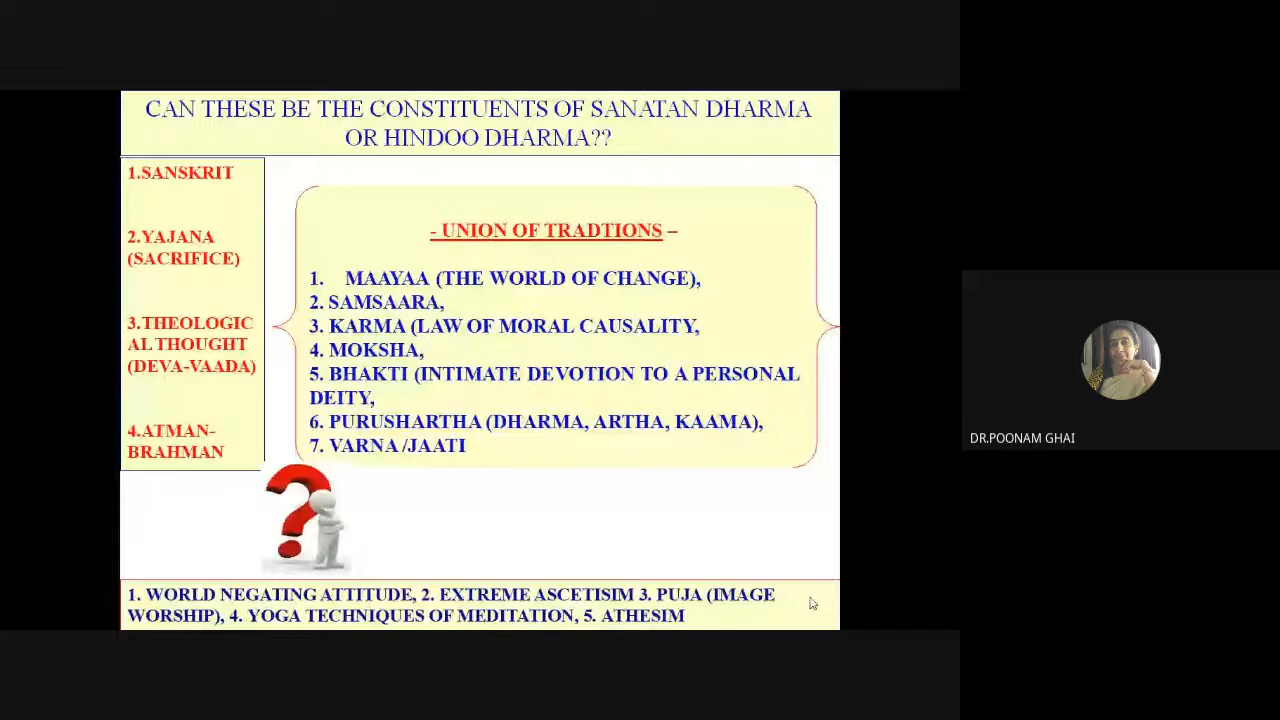 CAN THESE BE THE CONSTITUENTS OF SANATAN DHARMA
OR HINDOO DHARMA??
1.SANSKRIT
2.YAJANA
(SACRIFICE)
3.THEOLOGIC
AL THOUGHT
(DEVA-VAADA)
4.ATMAN-
BRAHMAN
- UNION OF TRADTIONS –
1. MAAYAA (THE WORLD OF CHANGE),
2. SAMSAARA,
3. KARMA (LAW OF MORAL CAUSALITY,
4. MOKSHA,
5. BHAKTI (INTIMATE DEVOTION TO A PERSONAL
DEITY,
6. PURUSHARTHA (DHARMA, ARTHA, KAAMA),
7. VARNA /JAATI
1. WORLD NEGATING ATTITUDE, 2. EXTREME ASCETISIM 3. PUJA (IMAGE
WORSHIP), 4. YOGA TECHNIQUES OF MEDITATION, 5. ATHESIM
DR.POONAM GHAI